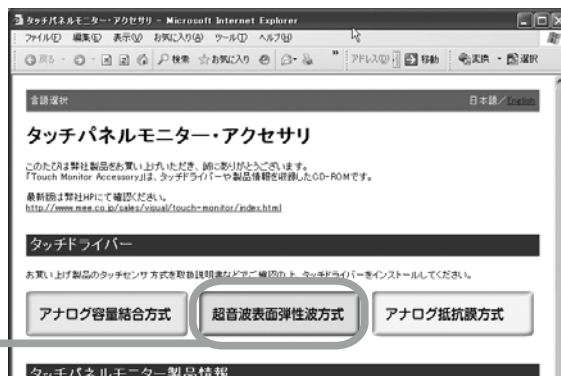 タッチパネルモニター・アクセサリ - Microsoft Internet Explorer
ファイル(F) 編集(E) 表示(V) お気に入り(A) ツール(T) ヘルプ(H)
戻る 検索 お気に入り アドレス(D) 移動 変換 選択
言語選択 日本語/English
タッチパネルモニター・アクセサリ
このたびは弊社製品をお買い上げいただき、誠にありがとうございます。
「Touch Monitor Accessory」は、タッチドライバーや製品情報を収録したCD-ROMです。
最新版は弊社HPにて確認ください。
http://www.mee.co.jp/sales/visual/touch-monitor/index.html
タッチドライバー
お買い上げ製品のタッチセンサ方式を取扱説明書などでご確認の上、タッチドライバーをインストールしてください。
アナログ容量結合方式 超音波表面弾性波方式 アナログ抵抗膜方式
タッチパネルモニター製品情報